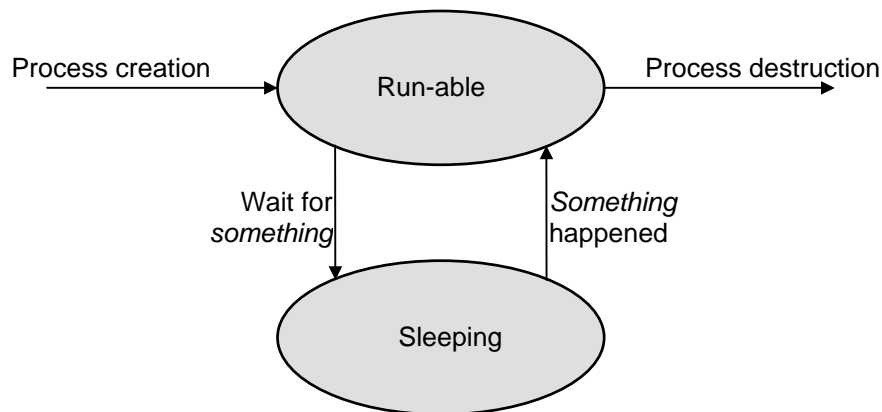 Process creation
Run-able
Process destruction
Wait for
something
Something
happened
Sleeping